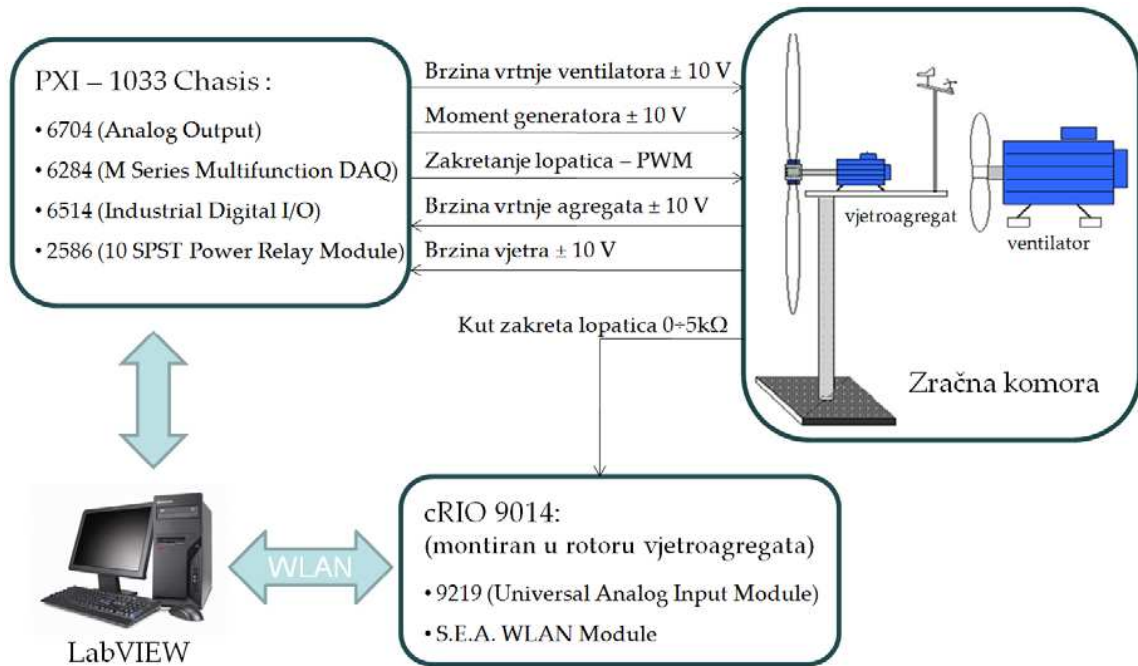 PXI – 1033 Chasis :
• 6704 (Analog Output)
• 6284 (M Series Multifunction DAQ)
• 6514 (Industrial Digital I/O)
• 2586 (10 SPST Power Relay Module)
Brzina vrtnje ventilatora ± 10 V
Moment generatora ± 10 V
Zakretanje lopatica – PWM
Brzina vrtnje agregata ± 10 V
Brzina vjetra ± 10 V
Kut zakreta lopatica 0÷5kΩ
vjetroagregat
ventilator
Zračna komora
cRIO 9014:
(montiran u rotoru vjetroagregata)
• 9219 (Universal Analog Input Module)
• S.E.A. WLAN Module
WLAN
LabVIEW